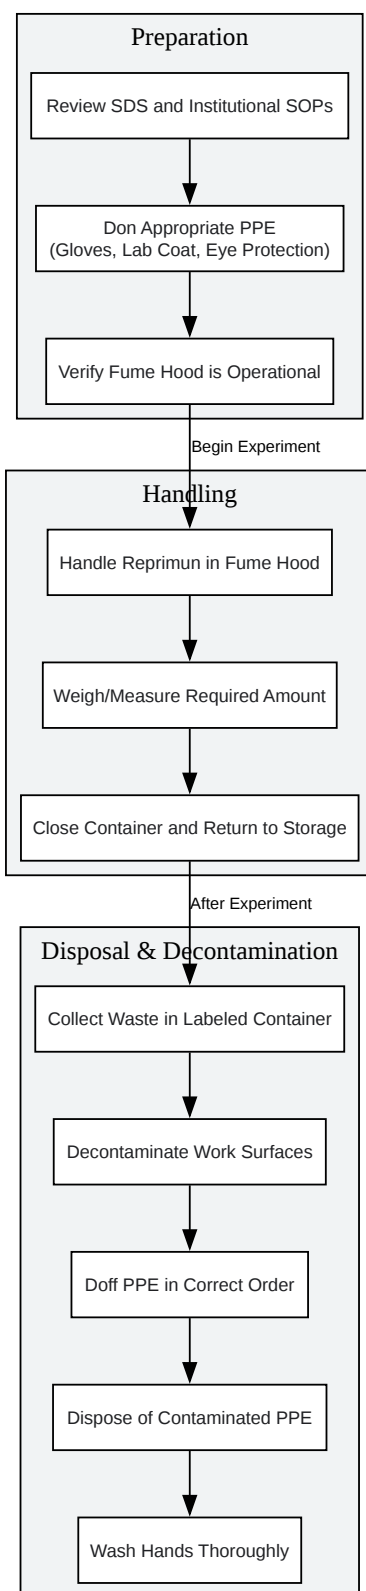 Preparation
Review SDS and Institutional SOPs
Don Appropriate PPE
(Gloves, Lab Coat, Eye Protection)
Verify Fume Hood is Operational
Begin Experiment
Handling
Handle Reprimun in Fume Hood
Weigh/Measure Required Amount
Close Container and Return to Storage
After Experiment
Disposal & Decontamination
Collect Waste in Labeled Container
Decontaminate Work Surfaces
Doff PPE in Correct Order
Dispose of Contaminated PPE
Wash Hands Thoroughly